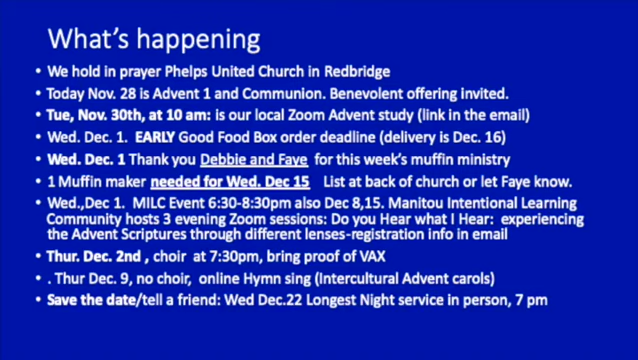 What's happening
• We hold in prayer Phelps United Church in Redbridge
• Today Nov. 28 is Advent 1 and Communion. Benevolent offering invited.
• Tue, Nov. 30th, at 10 am: is our local Zoom Advent study (link in the email)
• Wed. Dec. 1. EARLY Good Food Box order deadline (delivery is Dec. 16)
• Wed. Dec. 1 Thank you Debbie and Faye for this week's muffin ministry
• 1 Muffin maker needed for Wed. Dec 15 List at back of church or let Faye know.
• Wed.,Dec 1. MILC Event 6:30-8:30pm also Dec 8,15. Manitou Intentional Learning
Community hosts 3 evening Zoom sessions: Do you Hear what I Hear: experiencing
the Advent Scriptures through different lenses-registration info in email
• Thur. Dec. 2nd , choir at 7:30pm, bring proof of VAX
• . Thur Dec. 9, no choir, online Hymn sing (Intercultural Advent carols)
• Save the date/tell a friend: Wed Dec.22 Longest Night service in person, 7 pm